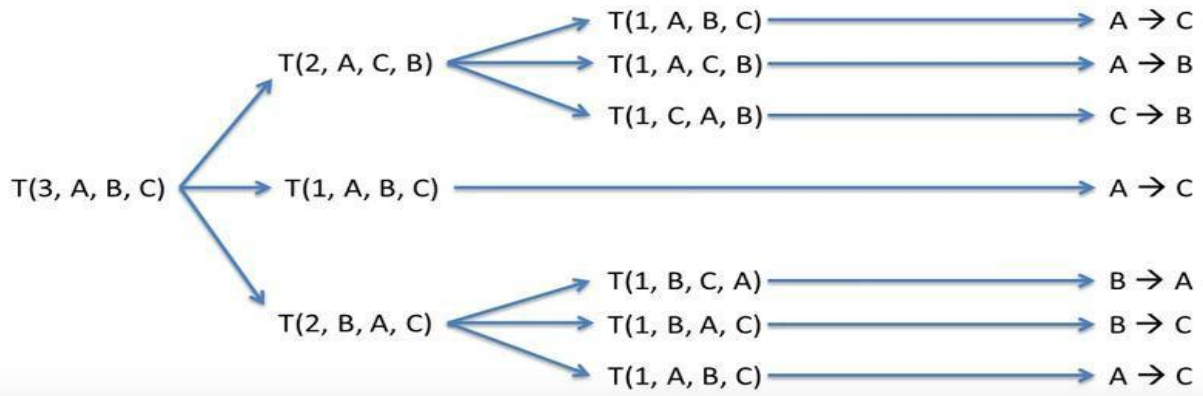 T(1, A, B, C) A → C
T(2, A, C, B) T(1, A, C, B) A → B
T(1, C, A, B) C → B
T(3, A, B, C) T(1, A, B, C) A → C
T(1, B, C, A) B → A
T(2, B, A, C) T(1, B, A, C) B → C
T(1, A, B, C) A → C